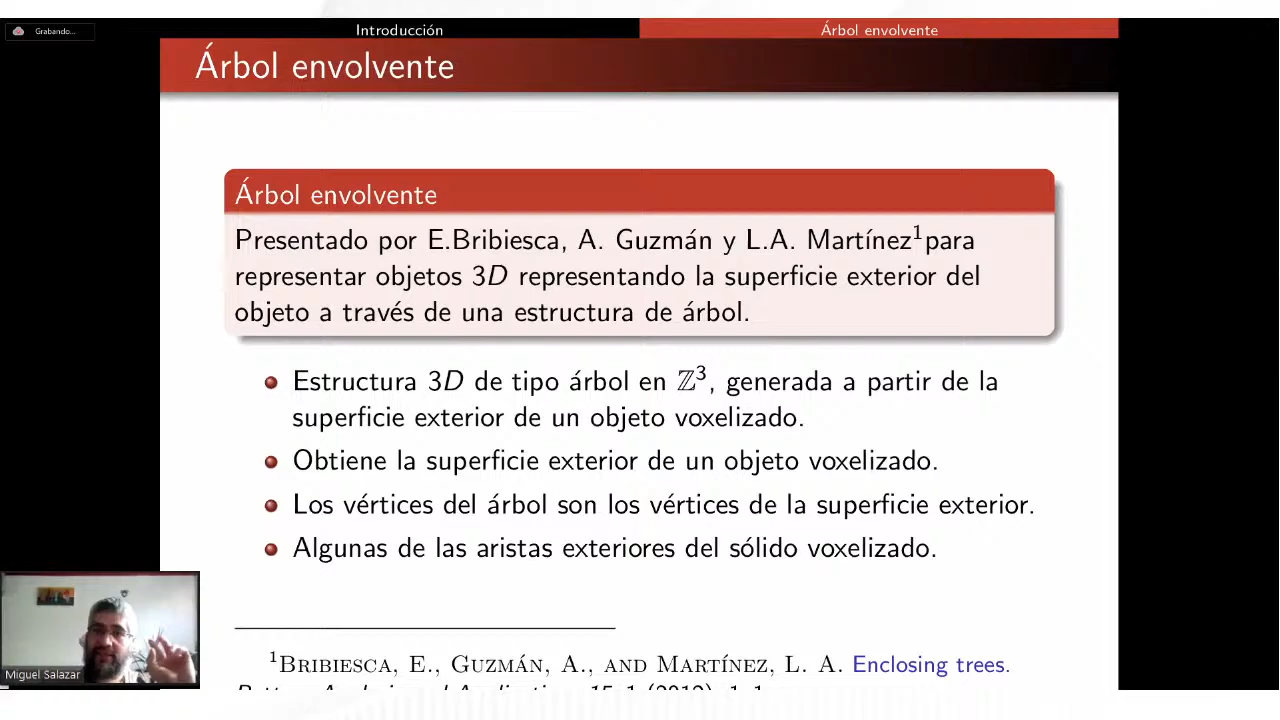 Grabando...
Introducción
Árbol envolvente
Árbol envolvente
Árbol envolvente
Presentado por E.Bribiesca, A. Guzmán y L.A. Martínez¹para
representar objetos 3D representando la superficie exterior del
objeto a través de una estructura de árbol.
Estructura 3D de tipo árbol en ℤ³, generada a partir de la
superficie exterior de un objeto voxelizado.
Obtiene la superficie exterior de un objeto voxelizado.
Los vértices del árbol son los vértices de la superficie exterior.
Algunas de las aristas exteriores del sólido voxelizado.
¹BRIBIESCA, E., GUZMÁN, A., AND MARTÍNEZ, L. A. Enclosing trees.
Miguel Salazar